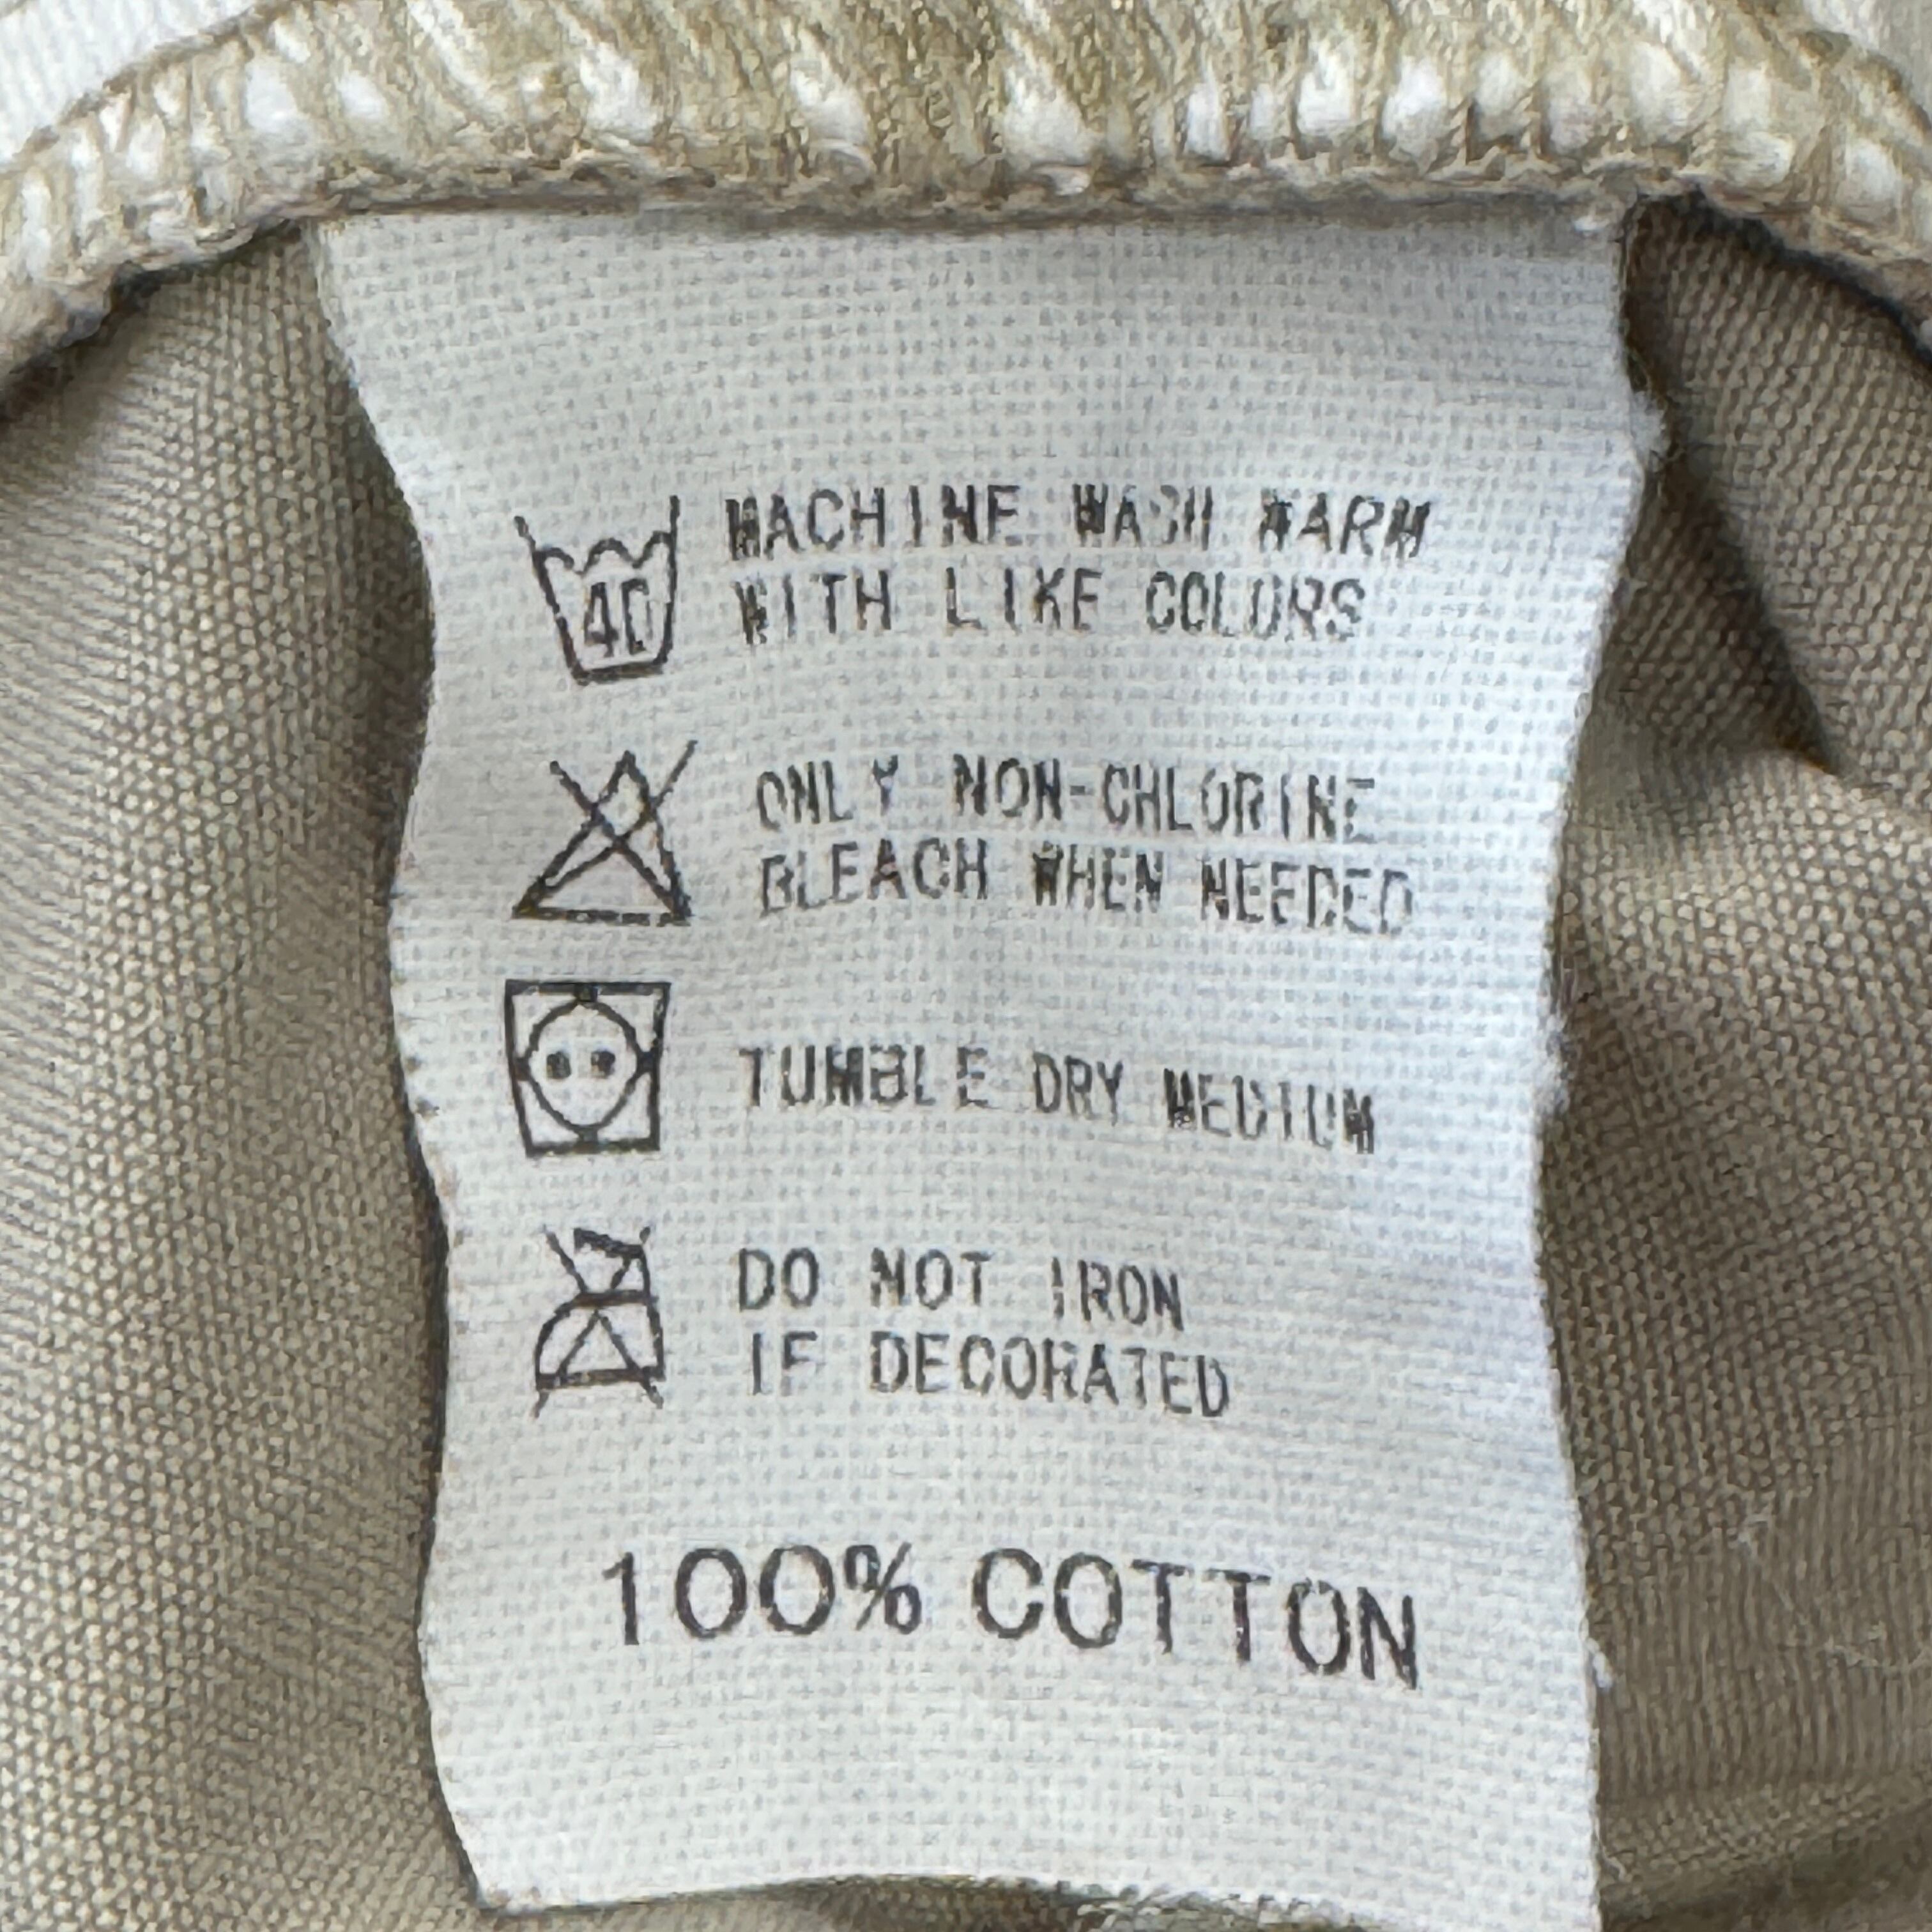 40
MACHINE WASH WARM
WITH LIKE COLORS
ONLY NON-CHLORINE
BLEACH WHEN NEEDED
TUMBLE DRY MEDIUM
DO NOT IRON
IF DECORATED
100% COTTON